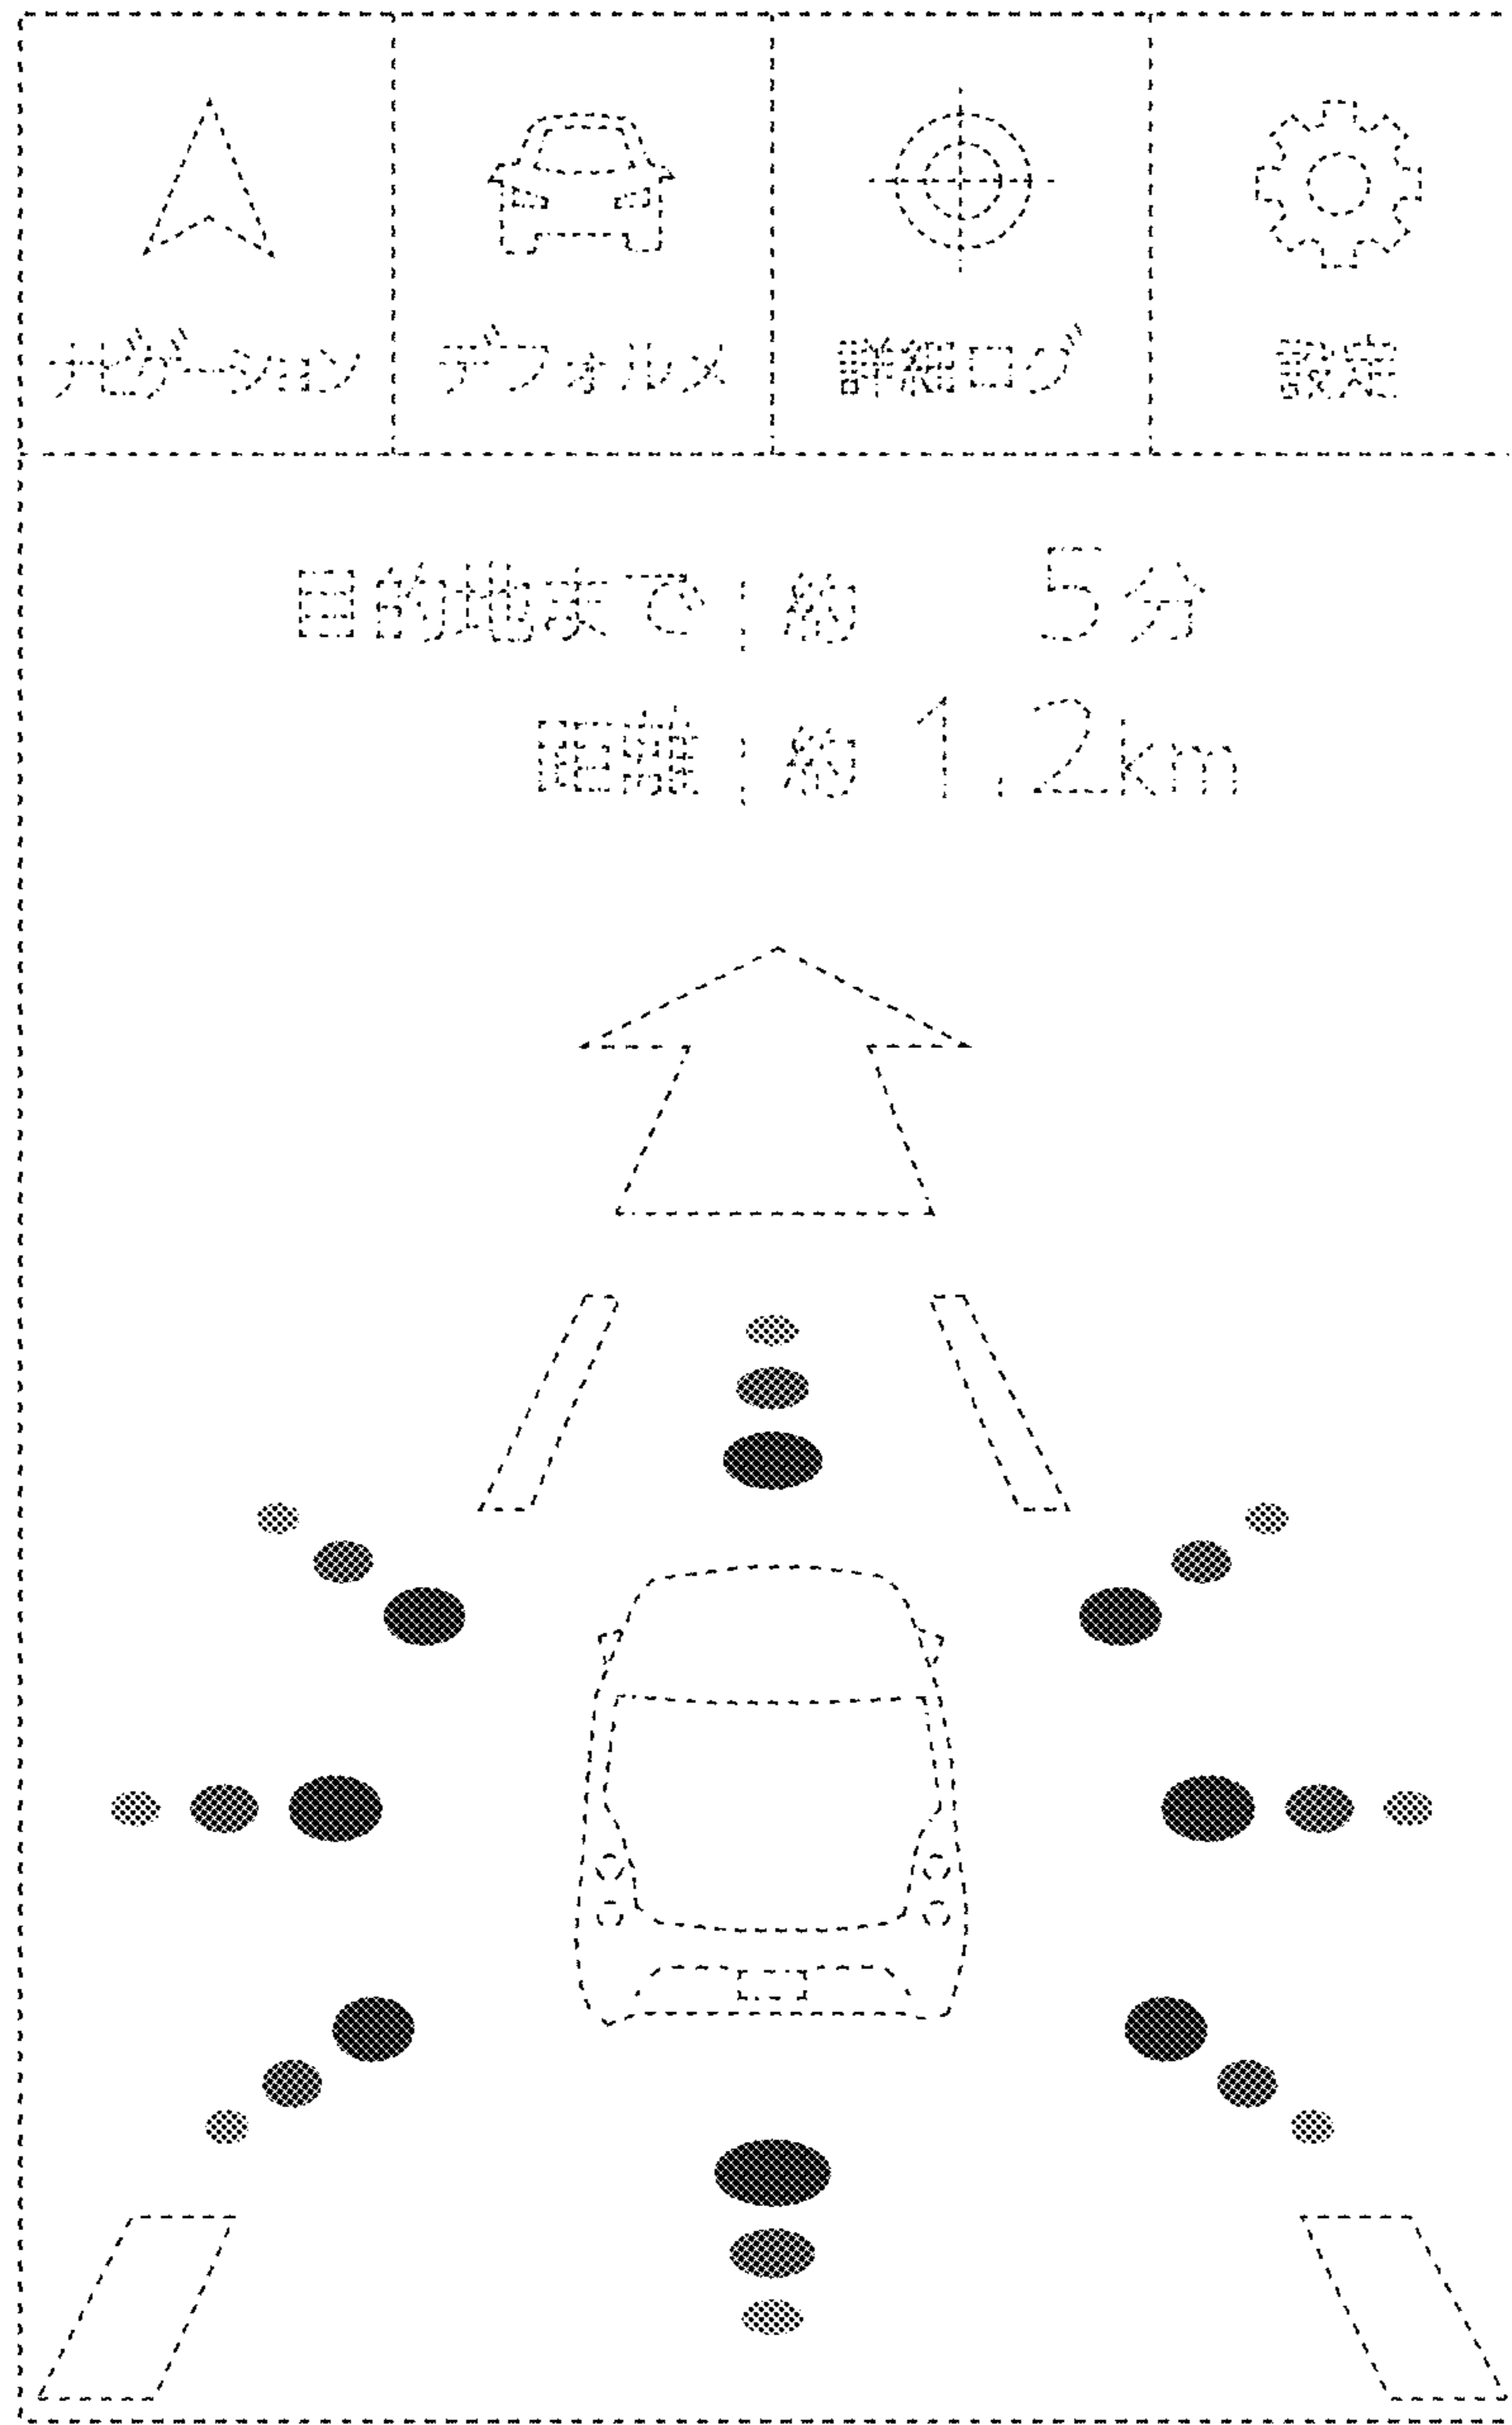 ナビゲーション
デフォルメ
詳細ログ
設定
目的地まで:約 5分
距離:約 1.2km